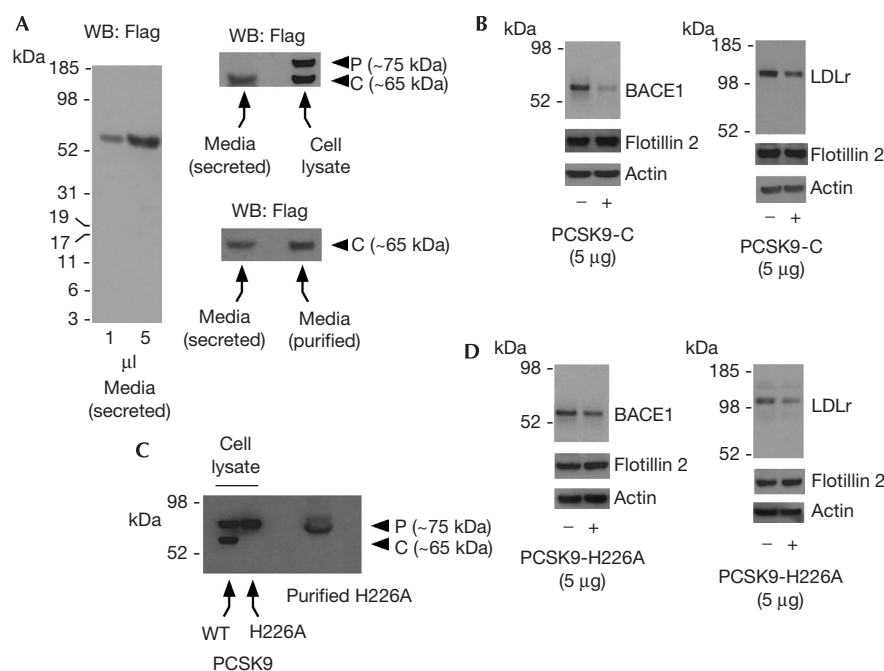 A
WB: Flag
kDa
185 -
98 -
52 -
31 -
19
17
11 -
6 -
3 -
1 5
µl
Media
(secreted)
WB: Flag
P (~75 kDa)
C (~65 kDa)
Media
(secreted)
Cell
lysate
WB: Flag
C (~65 kDa)
Media
(secreted)
Media
(purified)
B
kDa
98 -
52 -
BACE1
Flotillin 2
Actin
– +
PCSK9-C
(5 µg)
kDa
185 -
98 -
52 -
LDLr
Flotillin 2
Actin
– +
PCSK9-C
(5 µg)
C
Cell
lysate
98 -
kDa
52 -
P (~75 kDa)
C (~65 kDa)
Purified H226A
WT H226A
PCSK9
D
kDa
98 -
52 -
BACE1
Flotillin 2
Actin
– +
PCSK9-H226A
(5 µg)
kDa
185 -
98 -
52 -
LDLr
Flotillin 2
Actin
– +
PCSK9-H226A
(5 µg)